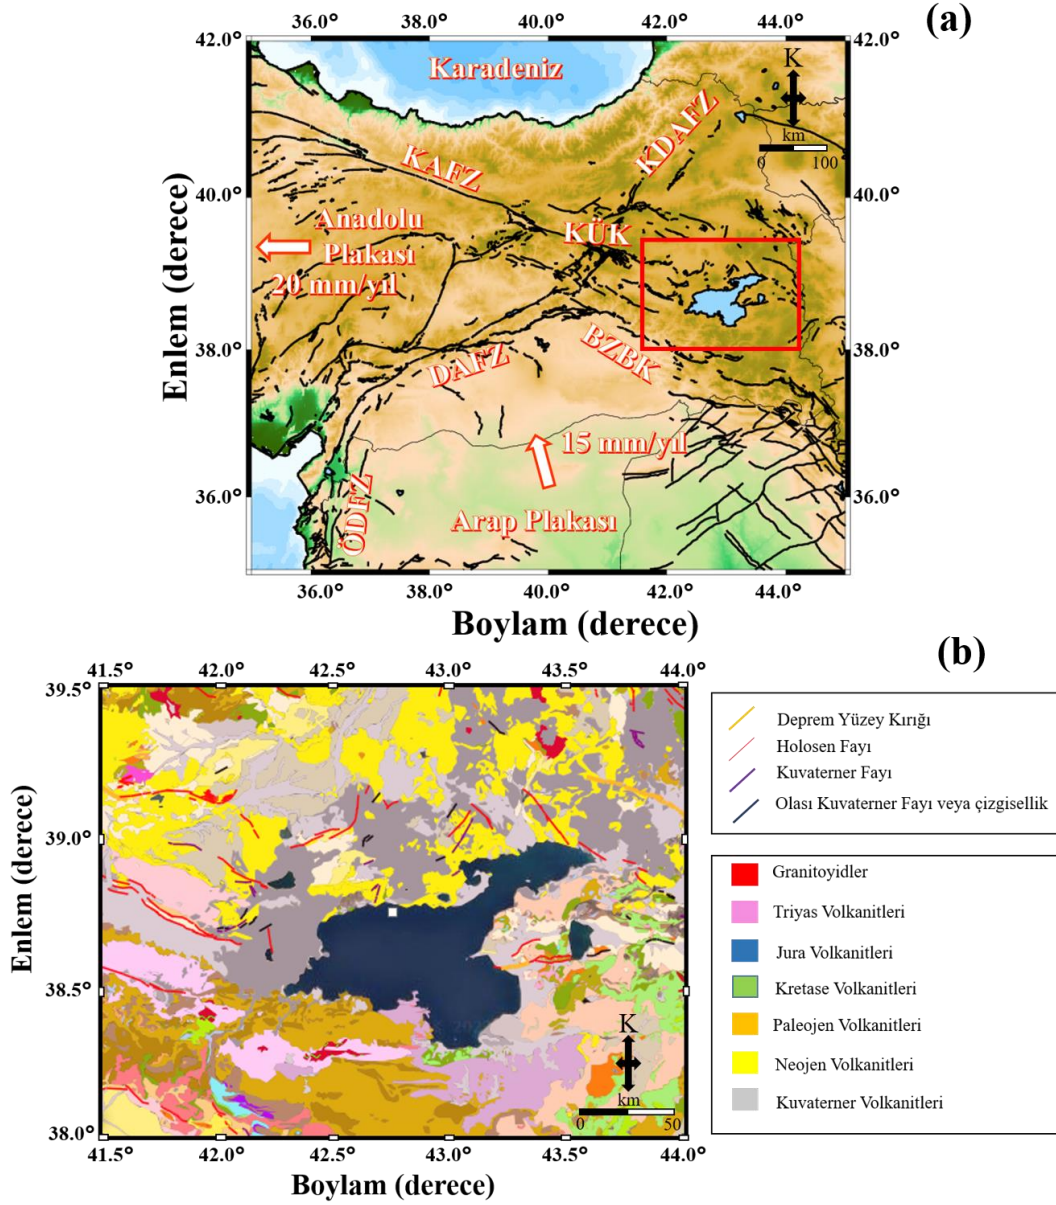 (a)
36.0° 38.0° 40.0° 42.0° 44.0°
42.0° 42.0°
Karadeniz
K
km
0 100
KDAFZ
KAFZ
40.0° 40.0°
Anadolu
Plakası
20 mm/yıl
KÜK
Enlem (derece)
38.0° 38.0°
BZBK
DAFZ
15 mm/yıl
36.0° 36.0°
ÖDFZ
Arap Plakası
36.0° 38.0° 40.0° 42.0° 44.0°
Boylam (derece)
(b)
41.5° 42.0° 42.5° 43.0° 43.5° 44.0°
39.5°
39.0°
Enlem (derece)
38.5°
K
km
0 50
38.0°
41.5° 42.0° 42.5° 43.0° 43.5° 44.0°
Boylam (derece)
Deprem Yüzey Kırığı
Holosen Fayı
Kuvaterner Fayı
Olası Kuvaterner Fayı veya çizgisellik
Granitoyidler
Triyas Volkanitleri
Jura Volkanitleri
Kretase Volkanitleri
Paleojen Volkanitleri
Neojen Volkanitleri
Kuvaterner Volkanitleri